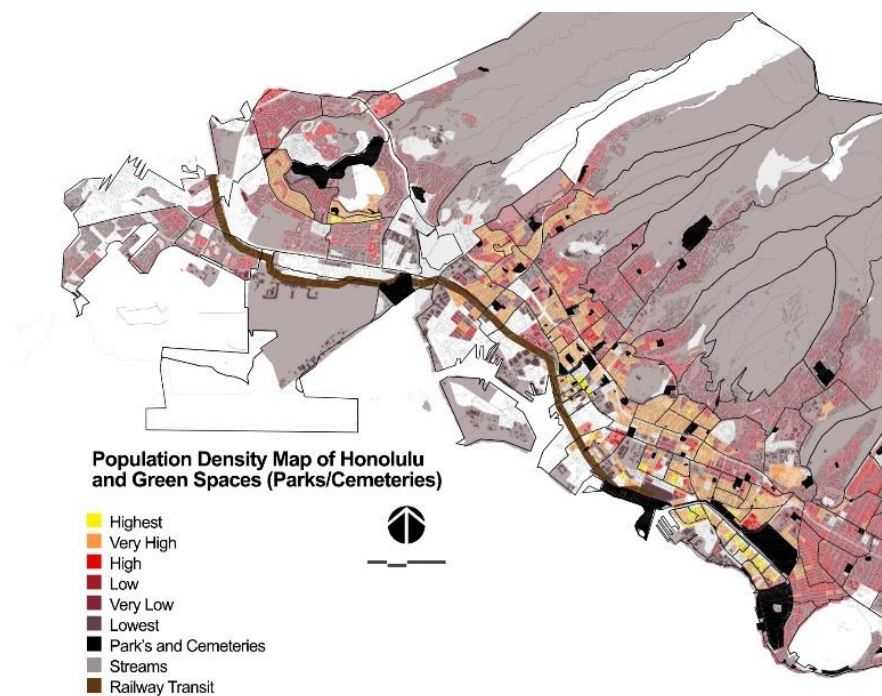 Population Density Map of Honolulu
and Green Spaces (Parks/Cemeteries)
Highest
Very High
High
Low
Very Low
Lowest
Park's and Cemeteries
Streams
Railway Transit